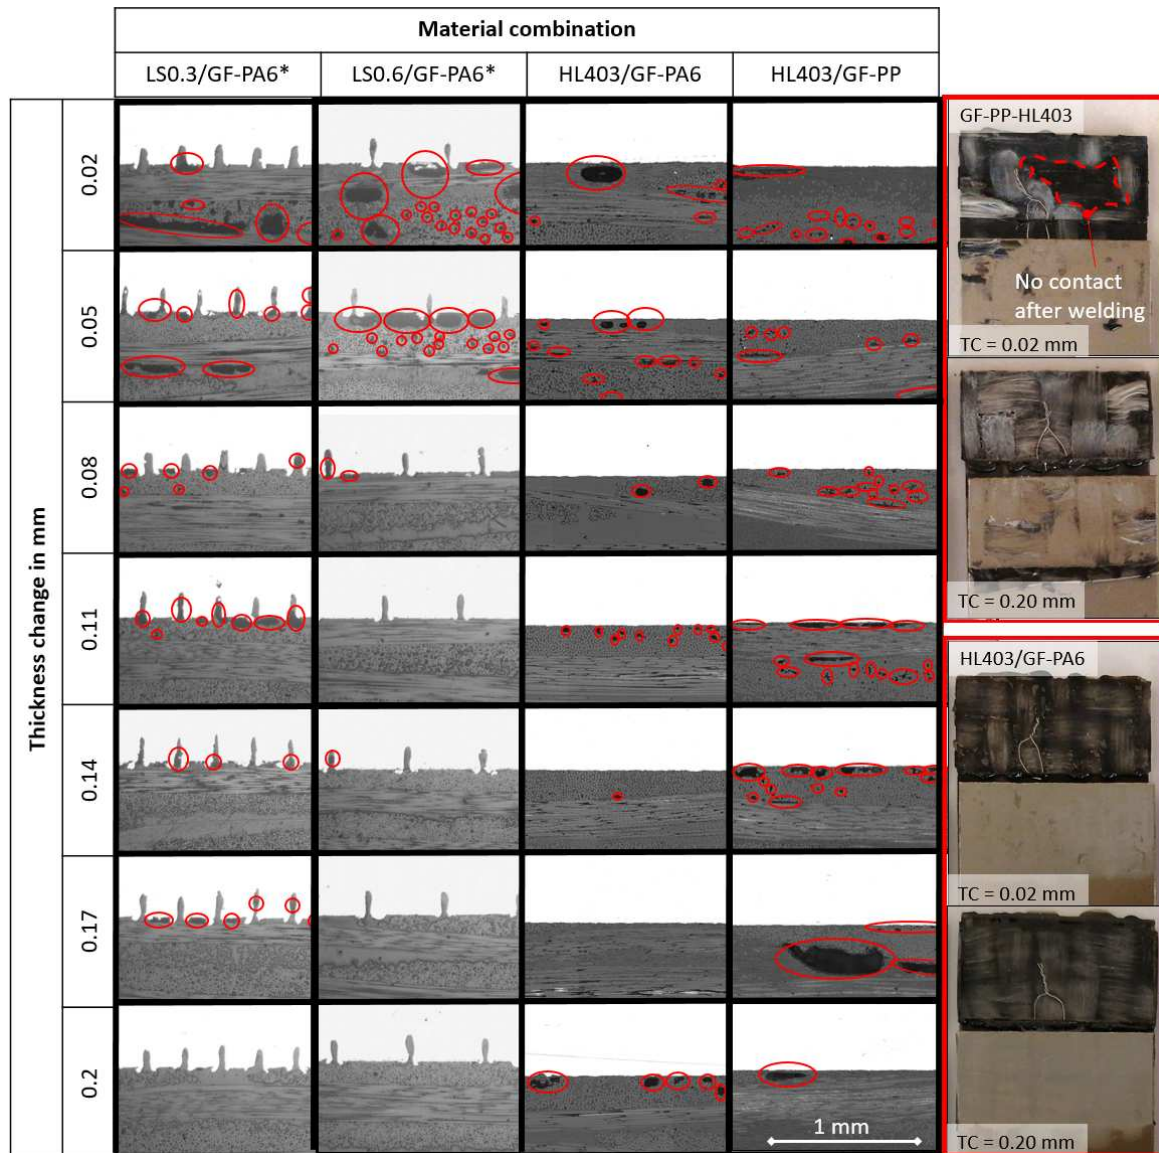 Material combination
LS0.3/GF-PA6*
LS0.6/GF-PA6*
HL403/GF-PA6
HL403/GF-PP
Thickness change in mm
0.02
0.05
0.08
0.11
0.14
0.17
0.2
1 mm
GF-PP-HL403
No contact
after welding
TC = 0.02 mm
TC = 0.20 mm
HL403/GF-PA6
TC = 0.02 mm
TC = 0.20 mm